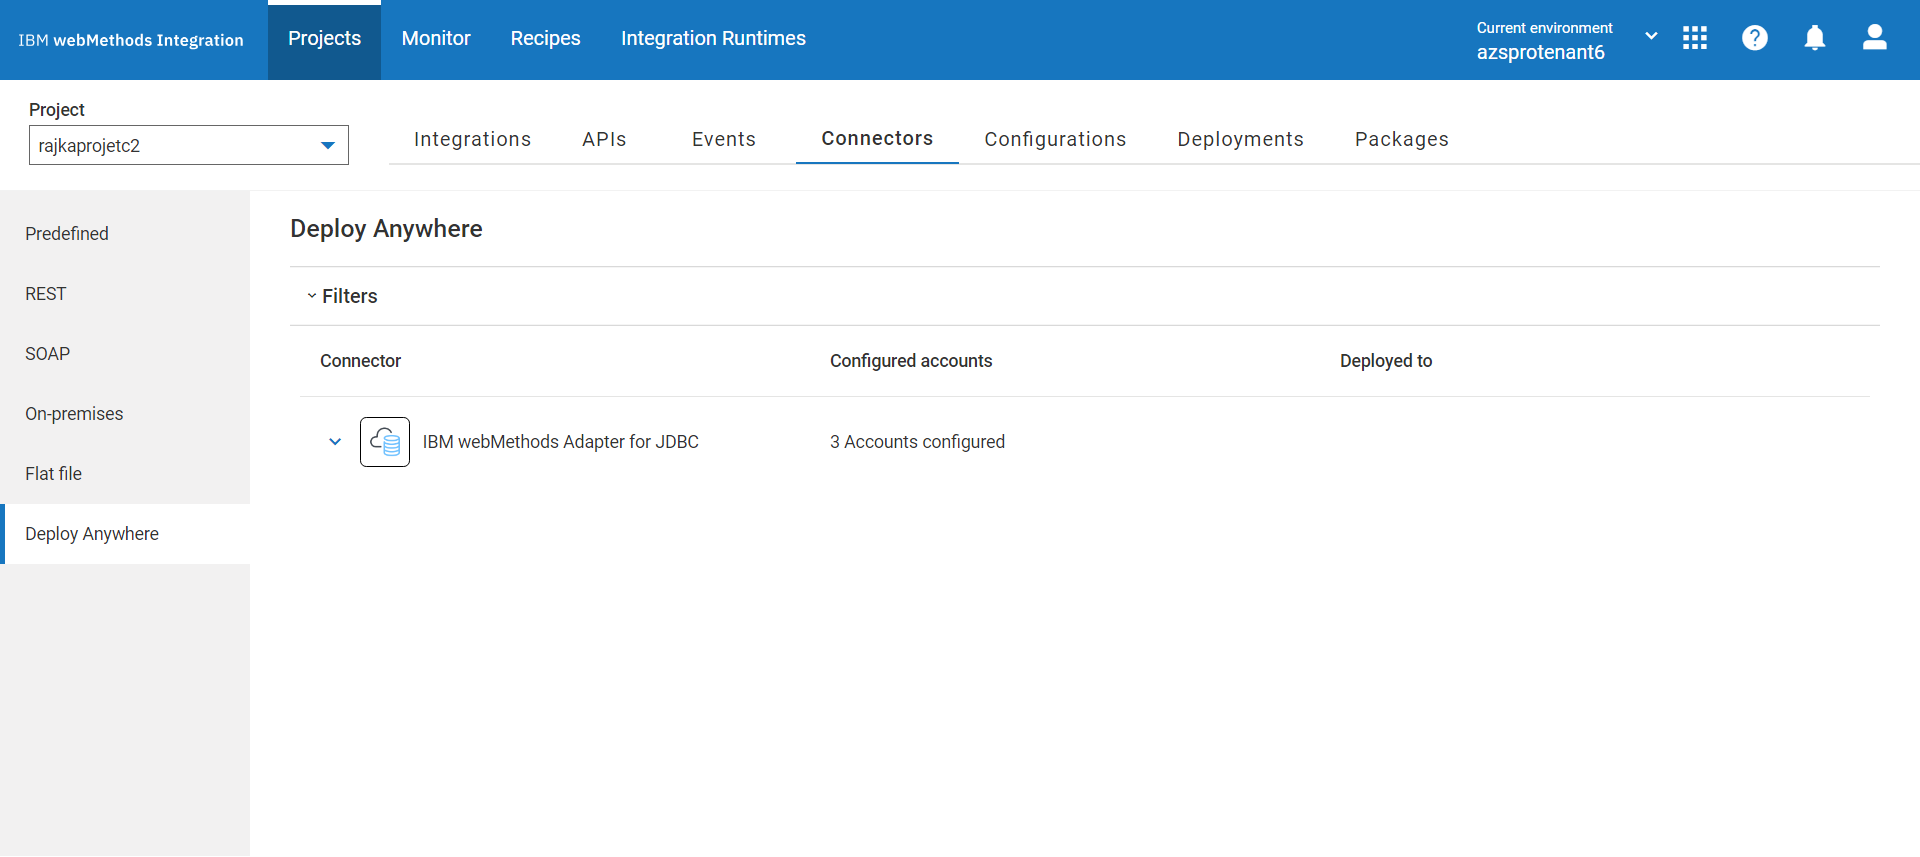 IBM webMethods Integration
Projects
Monitor
Recipes
Integration Runtimes
Current environment
azsprotenant6
Project
rajkaprojetc2
Integrations
APIs
Events
Connectors
Configurations
Deployments
Packages
Predefined
REST
SOAP
On-premises
Flat file
Deploy Anywhere
Deploy Anywhere
Filters
Connector
Configured accounts
Deployed to
IBM webMethods Adapter for JDBC
3 Accounts configured